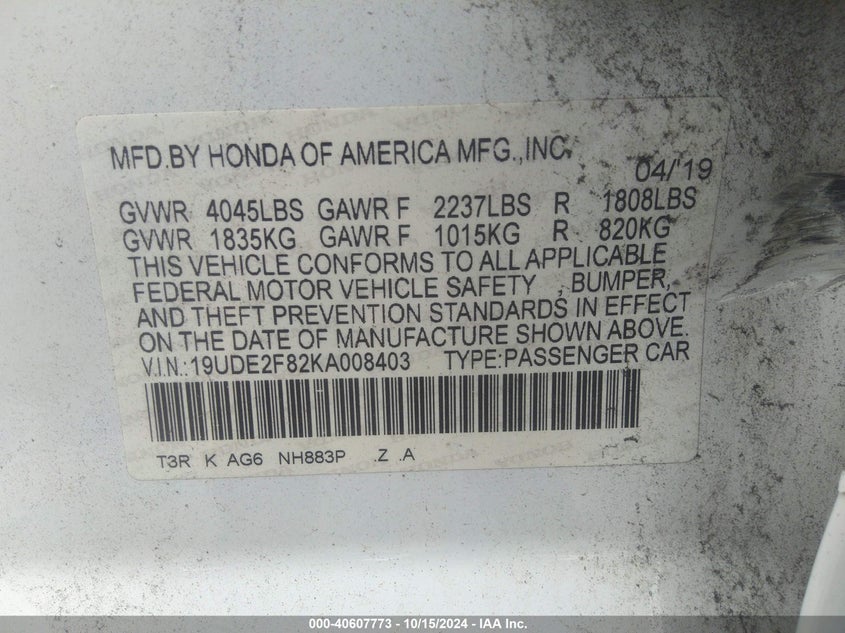 MFD.BY HONDA OF AMERICA MFG.,INC. 04/'19
GVWR 4045LBS GAWR F 2237LBS R 1808LBS
GVWR 1835KG GAWR F 1015KG R 820KG
THIS VEHICLE CONFORMS TO ALL APPLICABLE
FEDERAL MOTOR VEHICLE SAFETY , BUMPER,
AND THEFT PREVENTION STANDARDS IN EFFECT
ON THE DATE OF MANUFACTURE SHOWN ABOVE.
V.I.N.:19UDE2F82KA008403 TYPE:PASSENGER CAR
T3R K AG6 NH883P .Z .A
000-40607773 - 10/15/2024 - IAA Inc.